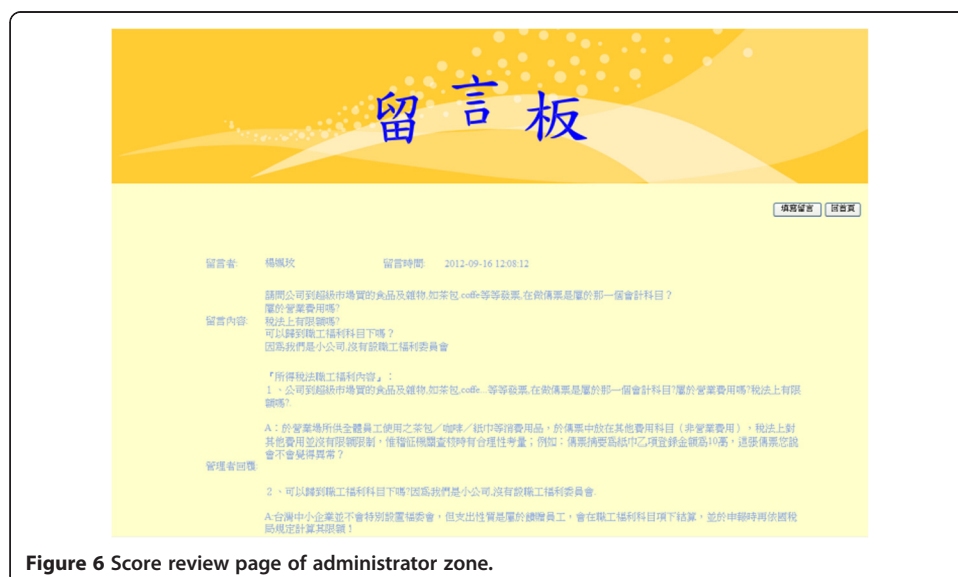 留言板
填寫留言 回首頁
留言者: 楊珮玫 留言時間: 2012-09-16 12:08:12
請問公司到超級市場買的食品及雜物,如茶包,coffe等等發票,在做傳票是屬於那一個會計科目？
屬於營業費用嗎?
留言內容: 稅法上有限額嗎?
可以歸到職工福利科目下嗎？
因為我們是小公司,沒有設職工福利委員會
『所得稅法職工福利內容』：
１、公司到超級市場買的食品及雜物,如茶包,coffe...等等發票,在做傳票是屬於那一個會計科目?屬於營業費用嗎?稅法上有限
額嗎?.
A：於營業場所供全體員工使用之茶包／咖啡／紙巾等消費用品，於傳票中放在其他費用科目（非營業費用），稅法上對
其他費用並沒有限額限制，惟稽征機關查核時有合理性考量；例如：傳票摘要為紙巾乙項登錄金額為10萬，這張傳票您說
會不會覺得異常？
管理者回覆:
２、可以歸到職工福利科目下嗎?因為我們是小公司,沒有設職工福利委員會.
A:台灣中小企業並不會特別設置福委會，但支出性質是屬於餽贈員工，會在職工福利科目項下結算，並於申報時再依國稅
局規定計算其限額！
Figure 6 Score review page of administrator zone.